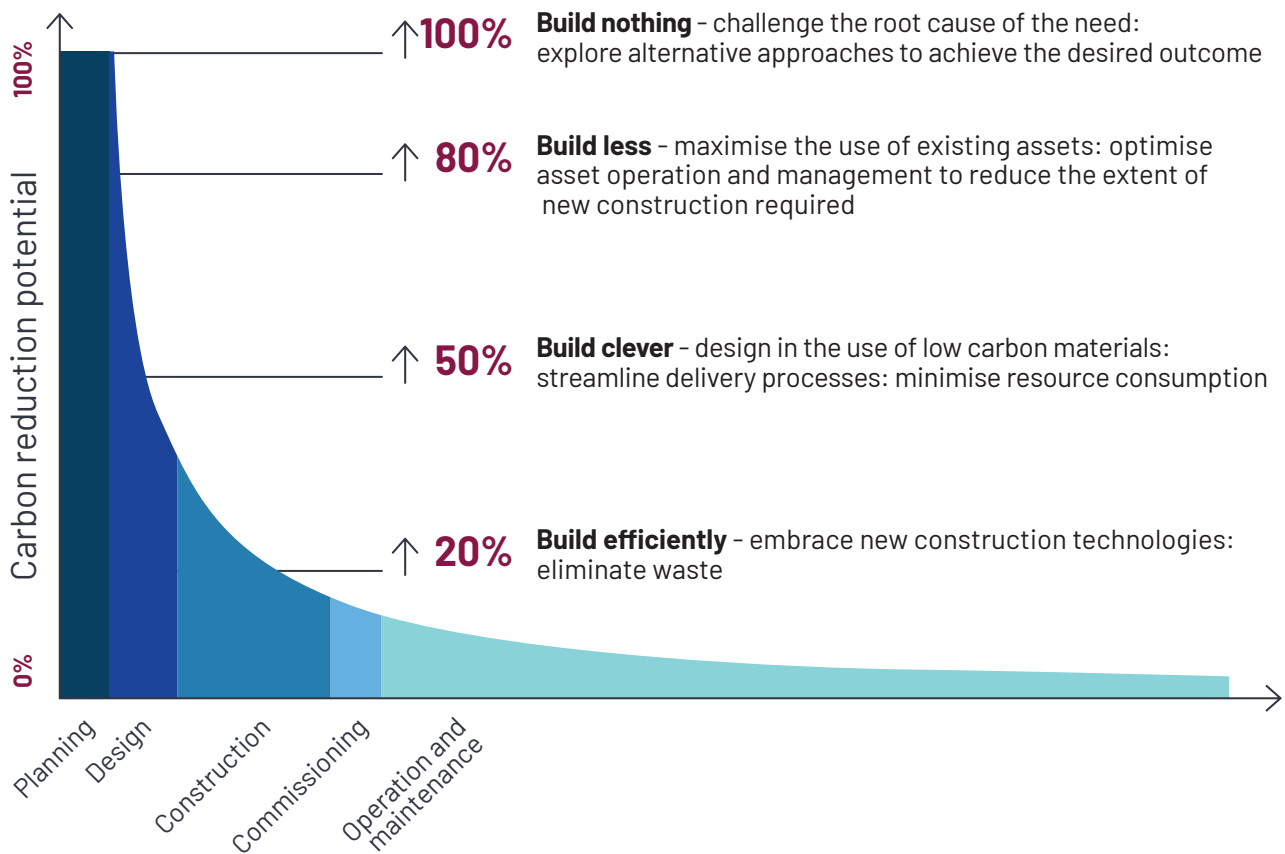 100%
Carbon reduction potential
0%
100%
Build nothing - challenge the root cause of the need:
explore alternative approaches to achieve the desired outcome
80%
Build less - maximise the use of existing assets: optimise
asset operation and management to reduce the extent of
new construction required
50%
Build clever - design in the use of low carbon materials:
streamline delivery processes: minimise resource consumption
20%
Build efficiently - embrace new construction technologies:
eliminate waste
Planning
Design
Construction
Commissioning
Operation and
maintenance